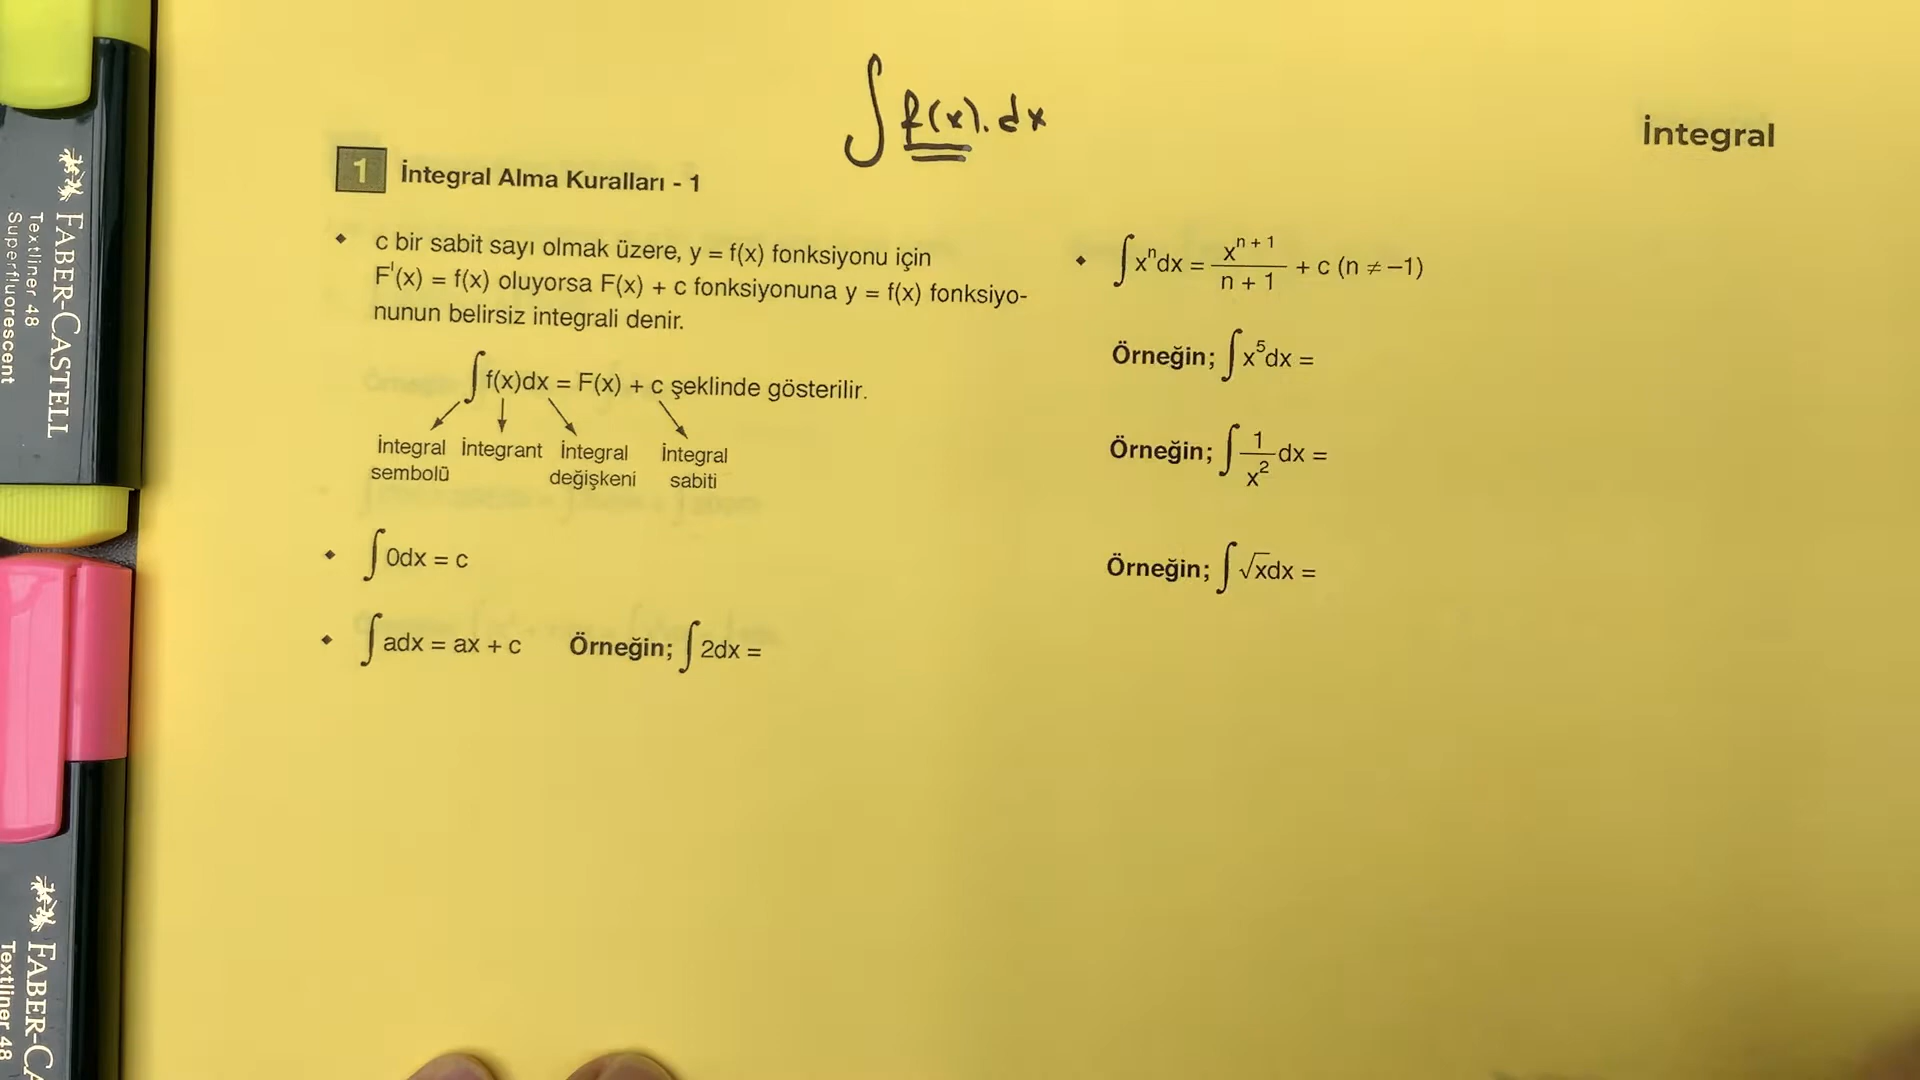 ∫f(x).dx
İntegral
1 İntegral Alma Kuralları - 1
c bir sabit sayı olmak üzere, y = f(x) fonksiyonu için
F'(x) = f(x) oluyorsa F(x) + c fonksiyonuna y = f(x) fonksiyo-
nunun belirsiz integrali denir.
∫f(x)dx = F(x) + c şeklinde gösterilir.
İntegral sembolü
İntegrant
İntegral değişkeni
İntegral sabiti
∫0dx = c
∫adx = ax + c Örneğin; ∫2dx =
∫xⁿdx = xⁿ⁺¹/(n + 1) + c (n ≠ −1)
Örneğin; ∫x⁵dx =
Örneğin; ∫1/x² dx =
Örneğin; ∫√xdx =
FABER-CASTELL
Textliner 48
Superfluorescent
FABER-CA
Textliner 48